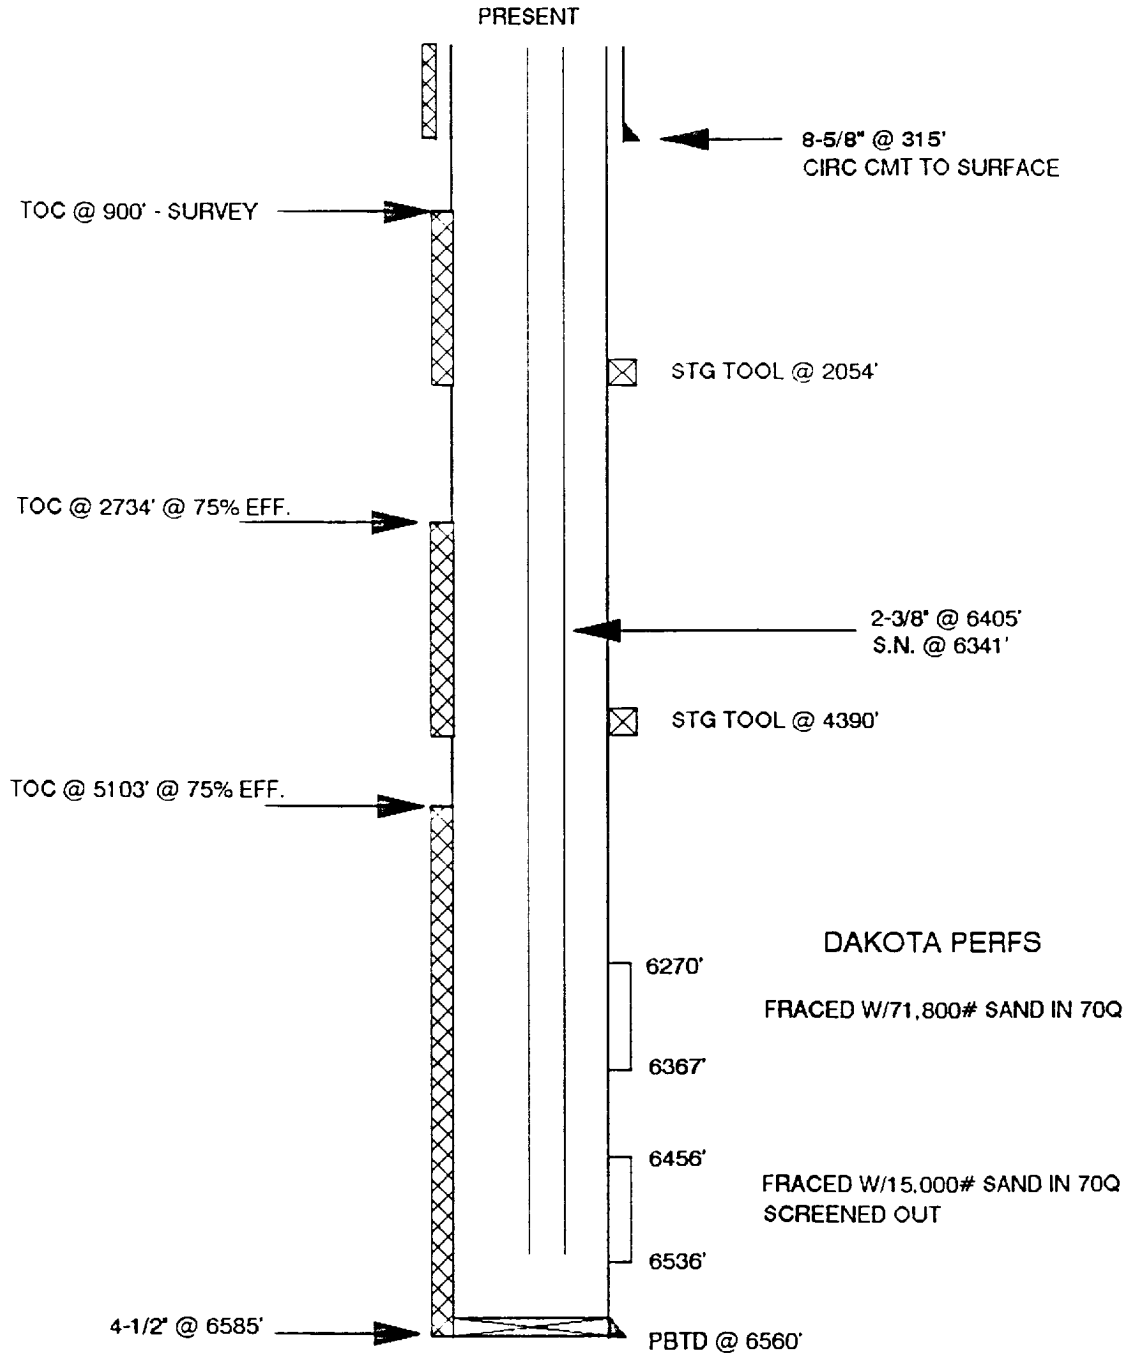 PRESENT
8-5/8" @ 315'
CIRC CMT TO SURFACE
TOC @ 900' - SURVEY
STG TOOL @ 2054'
TOC @ 2734' @ 75% EFF.
2-3/8" @ 6405'
S.N. @ 6341'
STG TOOL @ 4390'
TOC @ 5103' @ 75% EFF.
DAKOTA PERFS
6270'
FRACED W/71,800# SAND IN 70Q
6367'
6456'
FRACED W/15,000# SAND IN 70Q
SCREENED OUT
6536'
4-1/2" @ 6585'
PBTD @ 6560'